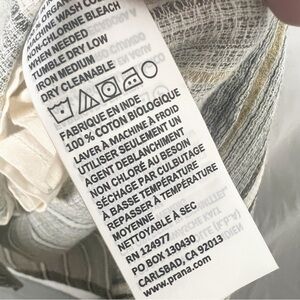 ORGAN
MACHINE WASH CO
NON-CHLORINE BLEACH
WHEN NEEDED
TUMBLE DRY LOW
IRON MEDIUM
DRY CLEANABLE
FABRIQUE EN INDE
100 % COTON BIOLOGIQUE
LAVER À MACHINE À FROID
UTILISER SEULEMENT UN
AGENT DEBLANCHIMENT
NON CHLORÉ AU BESOIN
SÉCHAGE PAR CULBUTAGE
À BASSE TEMPÉRATURE
REPASSER À TEMPÉRATURE
MOYENNE
NETTOYABLE À SEC
RN 124977
PO BOX 130430
CARLSBAD, CA 92013
www.prana.com